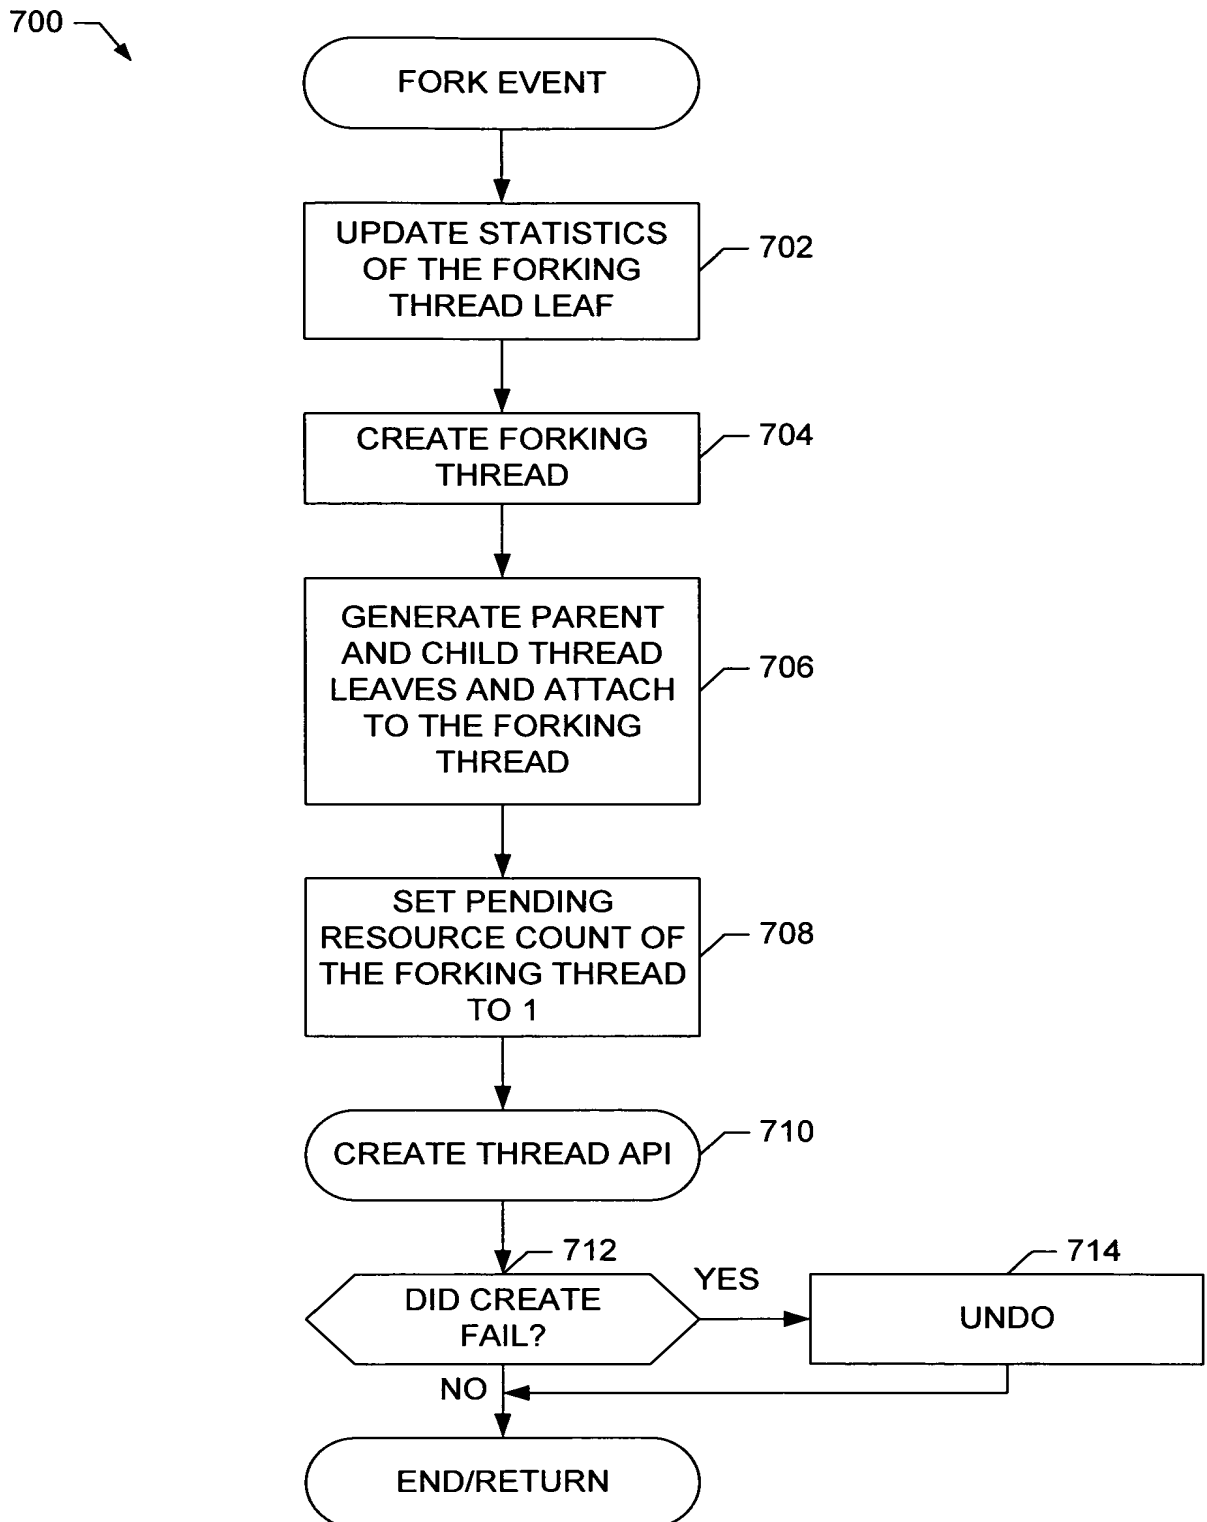 700
FORK EVENT
UPDATE STATISTICS
OF THE FORKING
THREAD LEAF
702
CREATE FORKING
THREAD
704
GENERATE PARENT
AND CHILD THREAD
LEAVES AND ATTACH
TO THE FORKING
THREAD
706
SET PENDING
RESOURCE COUNT OF
THE FORKING THREAD
TO 1
708
CREATE THREAD API
710
712
DID CREATE
FAIL?
YES
714
UNDO
NO
END/RETURN